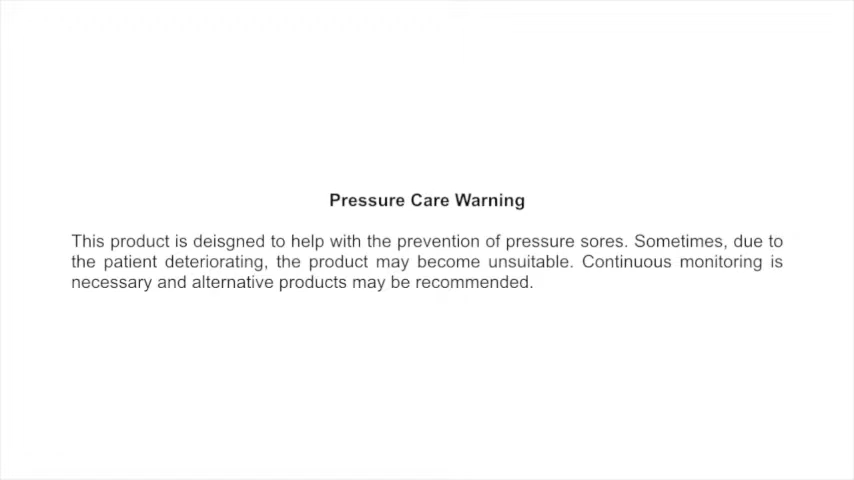 Pressure Care Warning
This product is deisgned to help with the prevention of pressure sores. Sometimes, due to
the patient deteriorating, the product may become unsuitable. Continuous monitoring is
necessary and alternative products may be recommended.